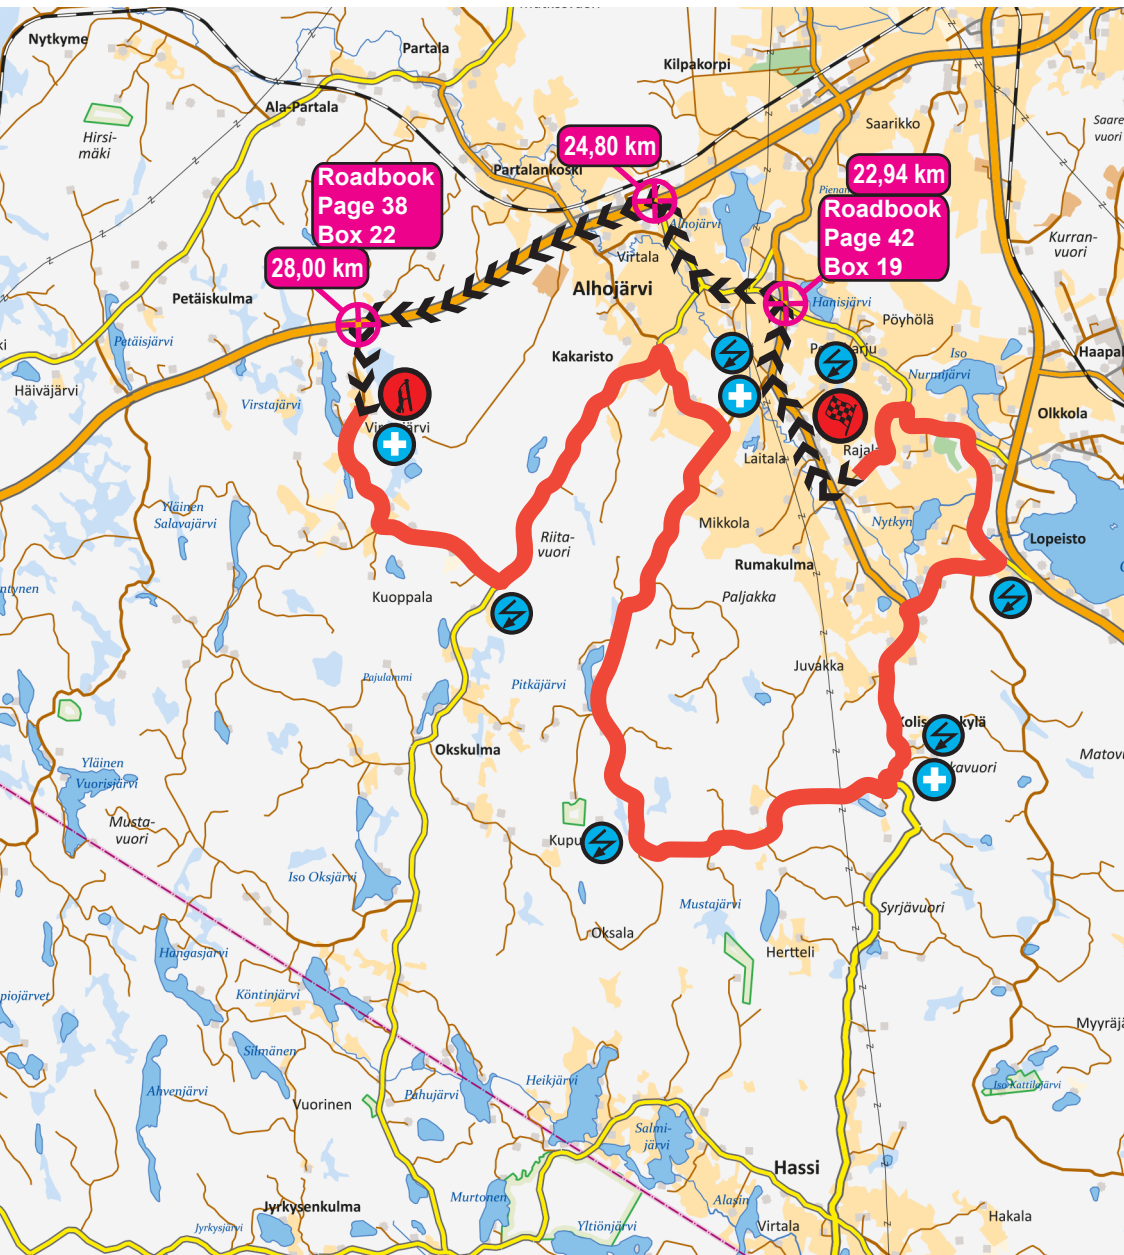 Nytkyme
Partala
Kilpakorpi
Ala-Partala
Saarikko
Hirsi-
mäki
24,80 km
Partalankoski
22,94 km
Roadbook
Page 38
Box 22
Roadbook
Page 42
Box 19
Alhojärvi
Kurran-
vuori
Virtala
28,00 km
Alhojärvi
Petäiskulma
Hanisjärvi
Pöyhölä
Petäisjärvi
Kakaristo
Iso
Nurmijärvi
Häiväjärvi
Virstajärvi
Olkkola
Laitala
Yläinen
Salavajärvi
Mikkola
Nytkyn
Riita-
vuori
Lopeisto
Rumakulma
Kuoppala
Paljakka
Juvakka
Pajulammi
Pitkäjärvi
Okskulma
Yläinen
Vuorisjärvi
Musta-
vuori
Iso Oksjärvi
Mustajärvi
Syrjävuori
Oksala
Hangasjärvi
Hertteli
Köntinjärvi
Silmänen
Heikjärvi
Ahvenjärvi
Pahujärvi
Iso Kattilajärvi
Vuorinen
Salmi-
järvi
Hassi
Murtonen
Alasin
Jyrkysenkulma
Jyrkysjärvi
Yltiönjärvi
Virtala
Hakala